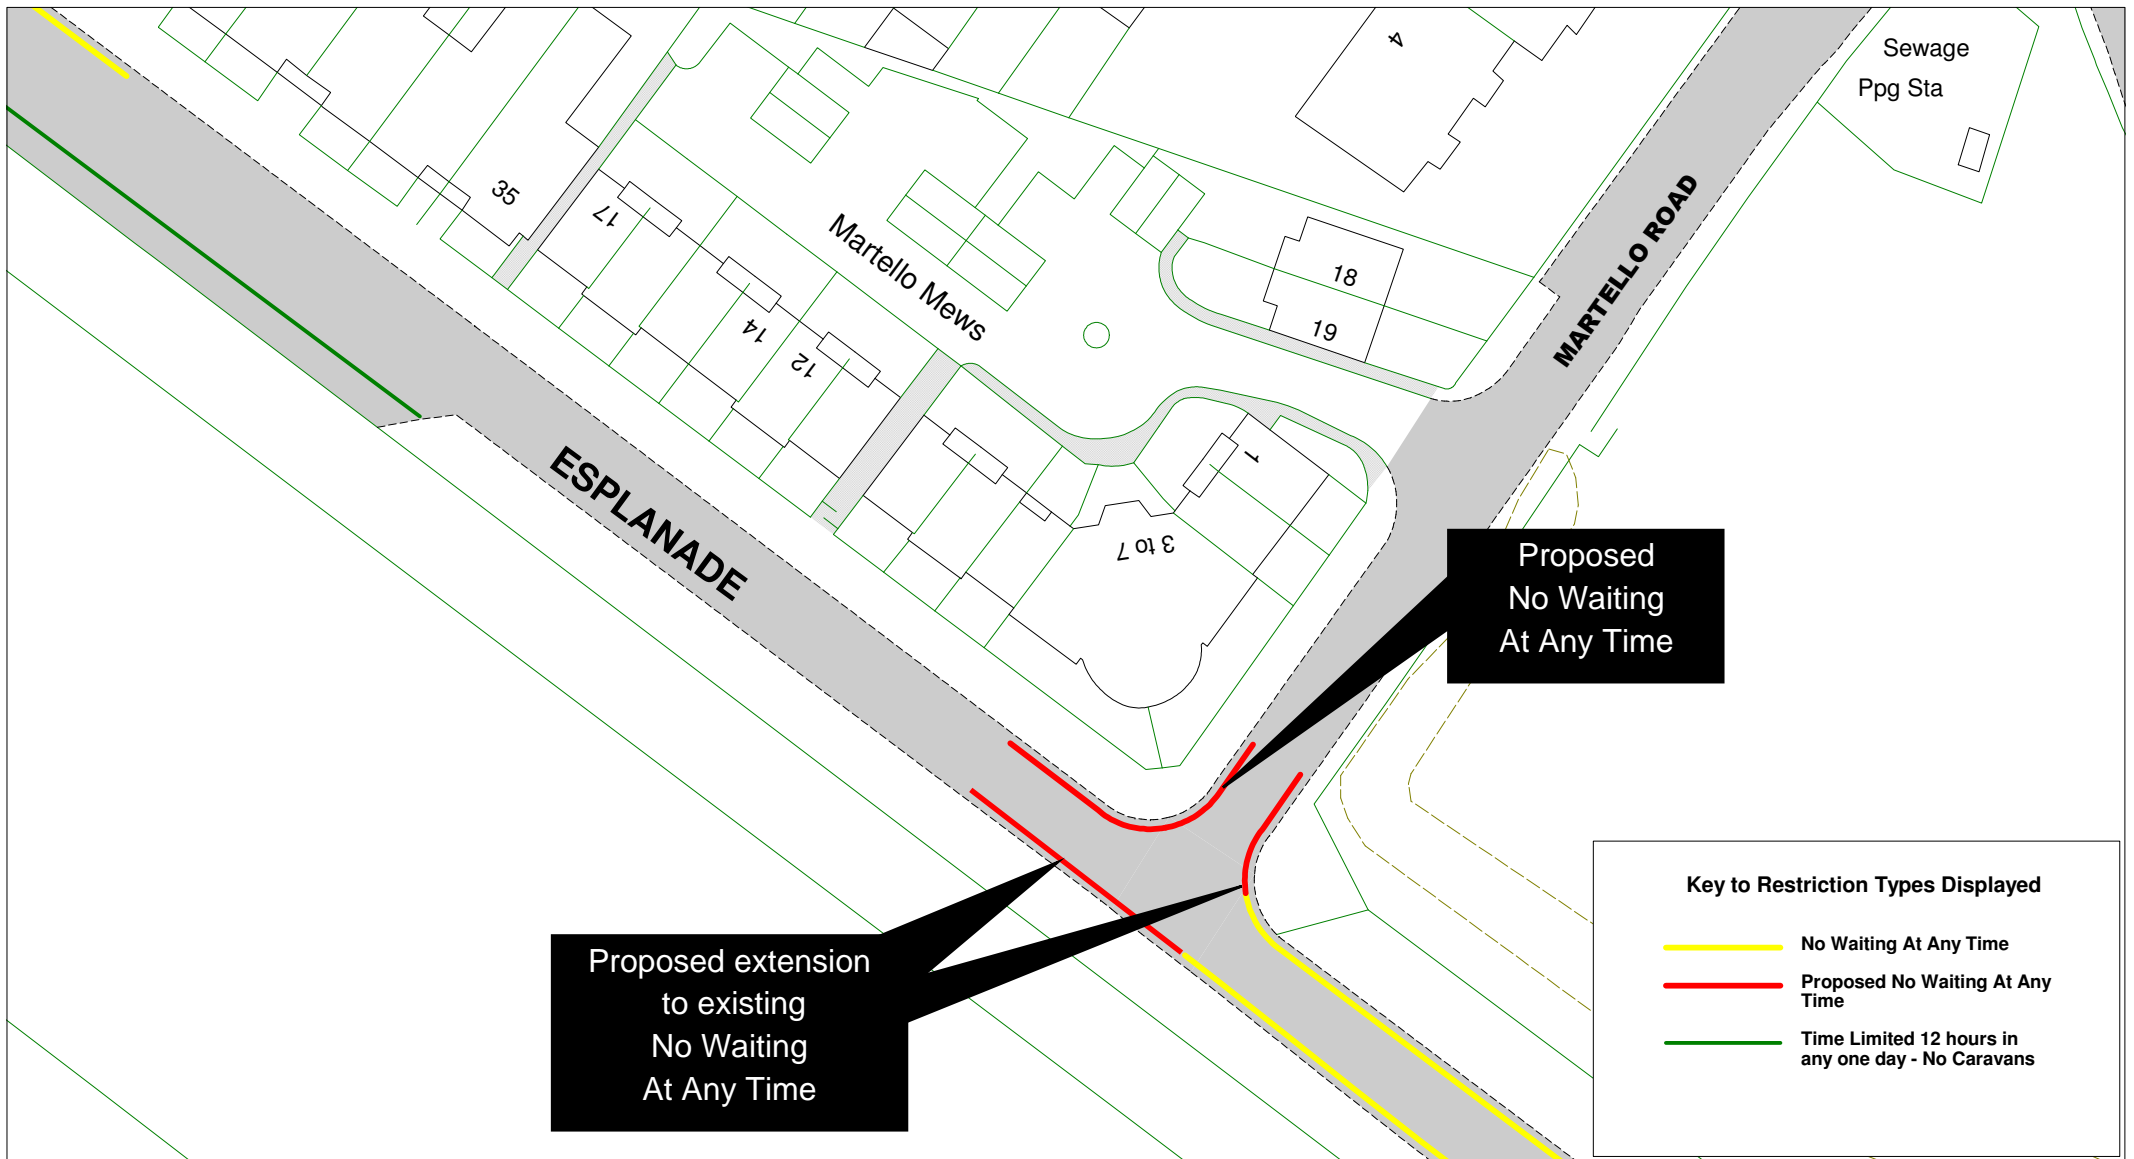 Sewage
Ppg Sta
4
35
17
Martello Mews
MARTELLO ROAD
18
19
14
12
1
ESPLANADE
3 to 7
Proposed
No Waiting
At Any Time
Proposed extension
to existing
No Waiting
At Any Time
Key to Restriction Types Displayed
No Waiting At Any Time
Proposed No Waiting At Any
Time
Time Limited 12 hours in
any one day - No Caravans